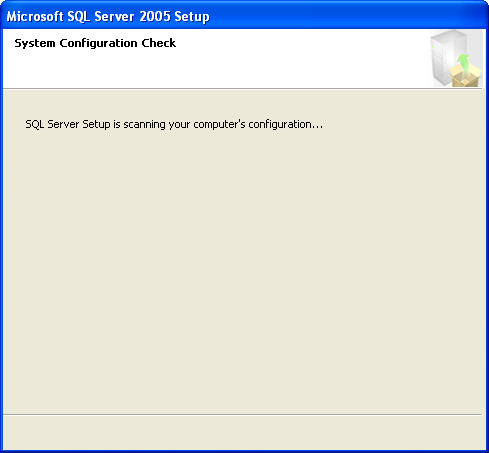 Microsoft SQL Server 2005 Setup
System Configuration Check
SQL Server Setup is scanning your computer's configuration...